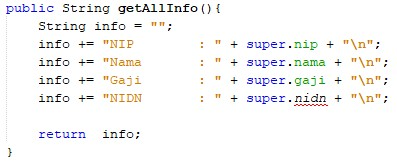 public String getAllInfo(){
    String info = "";
    info += "NIP        : " + super.nip + "\n";
    info += "Nama       : " + super.nama + "\n";
    info += "Gaji       : " + super.gaji + "\n";
    info += "NIDN       : " + super.nidn + "\n";

    return  info;
}